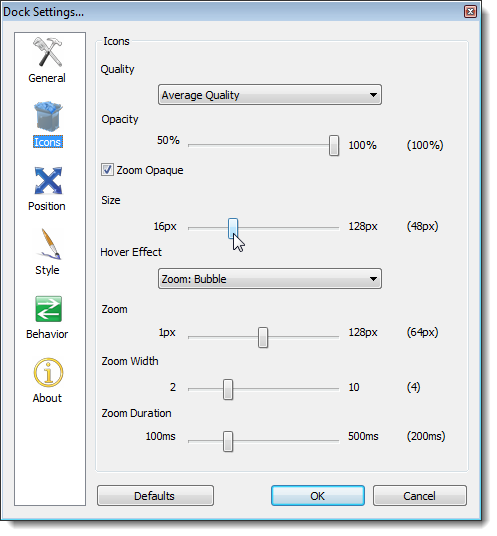 Dock Settings...
General
Icons
Position
Style
Behavior
About
Icons
Quality
Average Quality
Opacity
50% 100% (100%)
Zoom Opaque
Size
16px 128px (48px)
Hover Effect
Zoom: Bubble
Zoom
1px 128px (64px)
Zoom Width
2 10 (4)
Zoom Duration
100ms 500ms (200ms)
Defaults OK Cancel